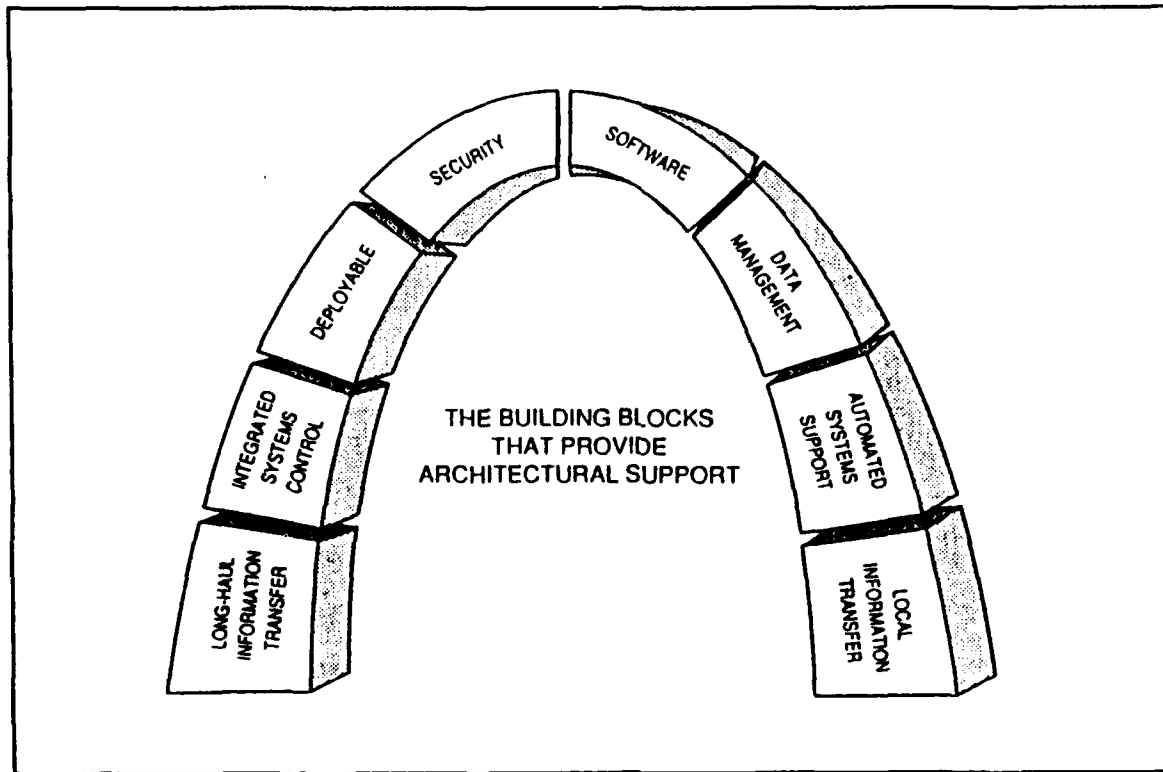 SECURITY
SOFTWARE
DEPLOYABLE
DATA
MANAGEMENT
INTEGRATED
SYSTEMS
CONTROL
THE BUILDING BLOCKS
THAT PROVIDE
ARCHITECTURAL SUPPORT
AUTOMATED
SYSTEMS
SUPPORT
LONG-HAUL
INFORMATION
TRANSFER
LOCAL
INFORMATION
TRANSFER